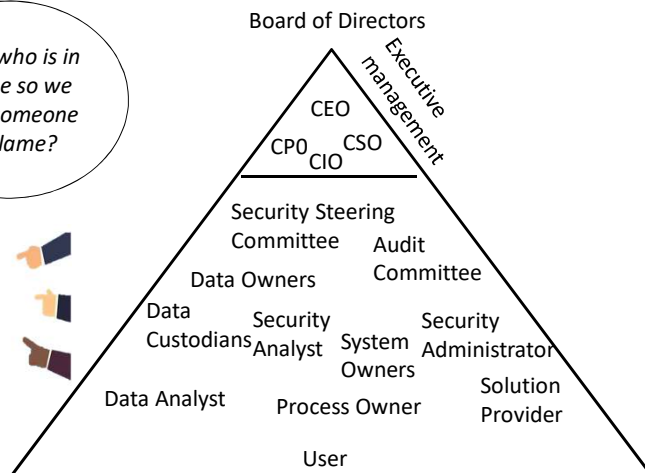 Board of Directors
who is in
e so we
omeone
lame?
Executive
management
CEO
CP0
CSO
CIO
Security Steering
Committee
Audit
Committee
Data Owners
Data
Custodians
Security
Analyst
System
Owners
Security
Administrator
Data Analyst
Process Owner
Solution
Provider
User